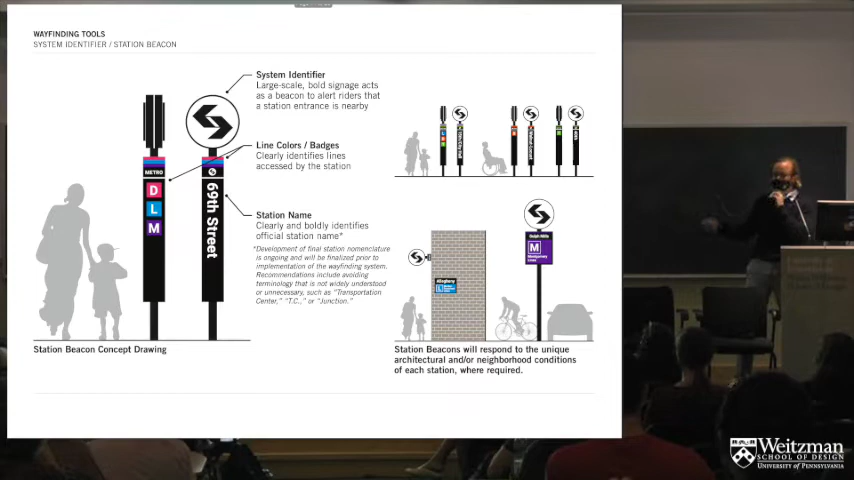 WAYFINDING TOOLS
SYSTEM IDENTIFIER / STATION BEACON
System Identifier
Large-scale, bold signage acts
as a beacon to alert riders that
a station entrance is nearby
Line Colors / Badges
Clearly identifies lines
accessed by the station
METRO
D
L
M
69th Street
Station Name
Clearly and boldly identifies
official station name*
*Development of final station nomenclature
is ongoing and will be finalized prior to
implementation of the wayfinding system.
Recommendations include avoiding
terminology that is not widely understood
or unnecessary, such as "Transportation
Center," "T.C.," or "Junction."
Station Beacon Concept Drawing
Allegheny
M
Station Beacons will respond to the unique
architectural and/or neighborhood conditions
of each station, where required.
Weitzman
SCHOOL OF DESIGN
UNIVERSITY OF PENNSYLVANIA